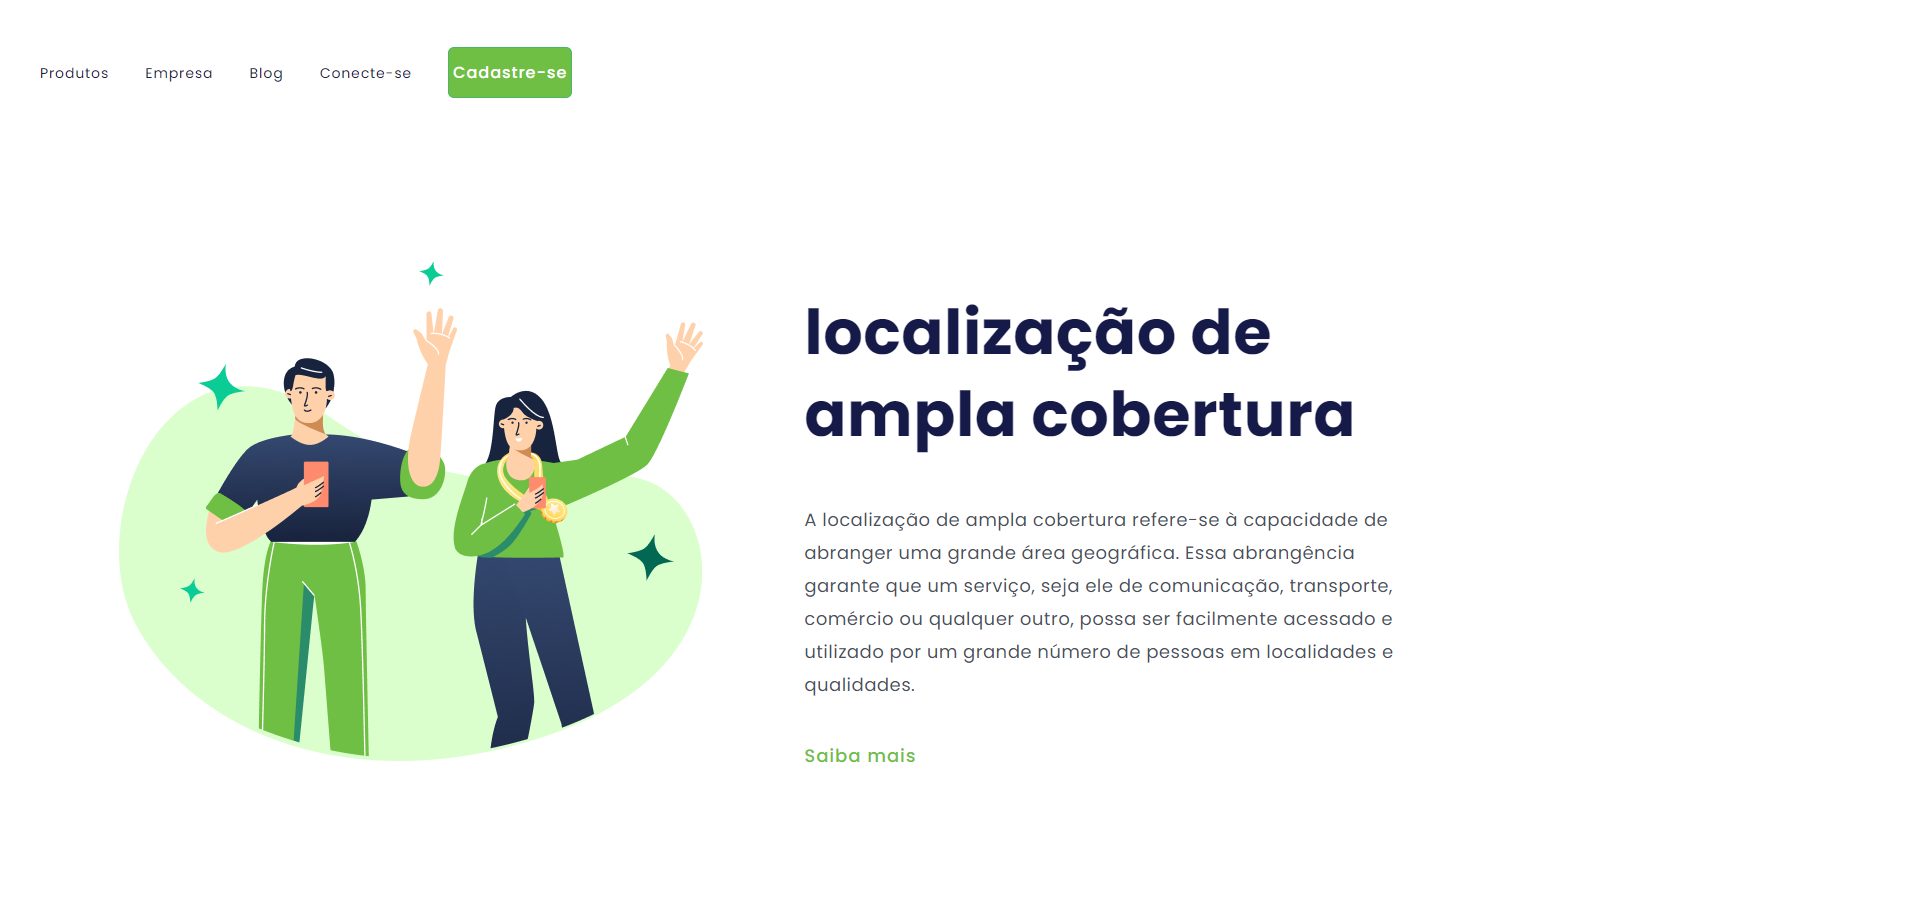 Produtos Empresa Blog Conecte-se Cadastre-se
localização de
ampla cobertura
A localização de ampla cobertura refere-se à capacidade de
abranger uma grande área geográfica. Essa abrangência
garante que um serviço, seja ele de comunicação, transporte,
comércio ou qualquer outro, possa ser facilmente acessado e
utilizado por um grande número de pessoas em localidades e
qualidades.
Saiba mais